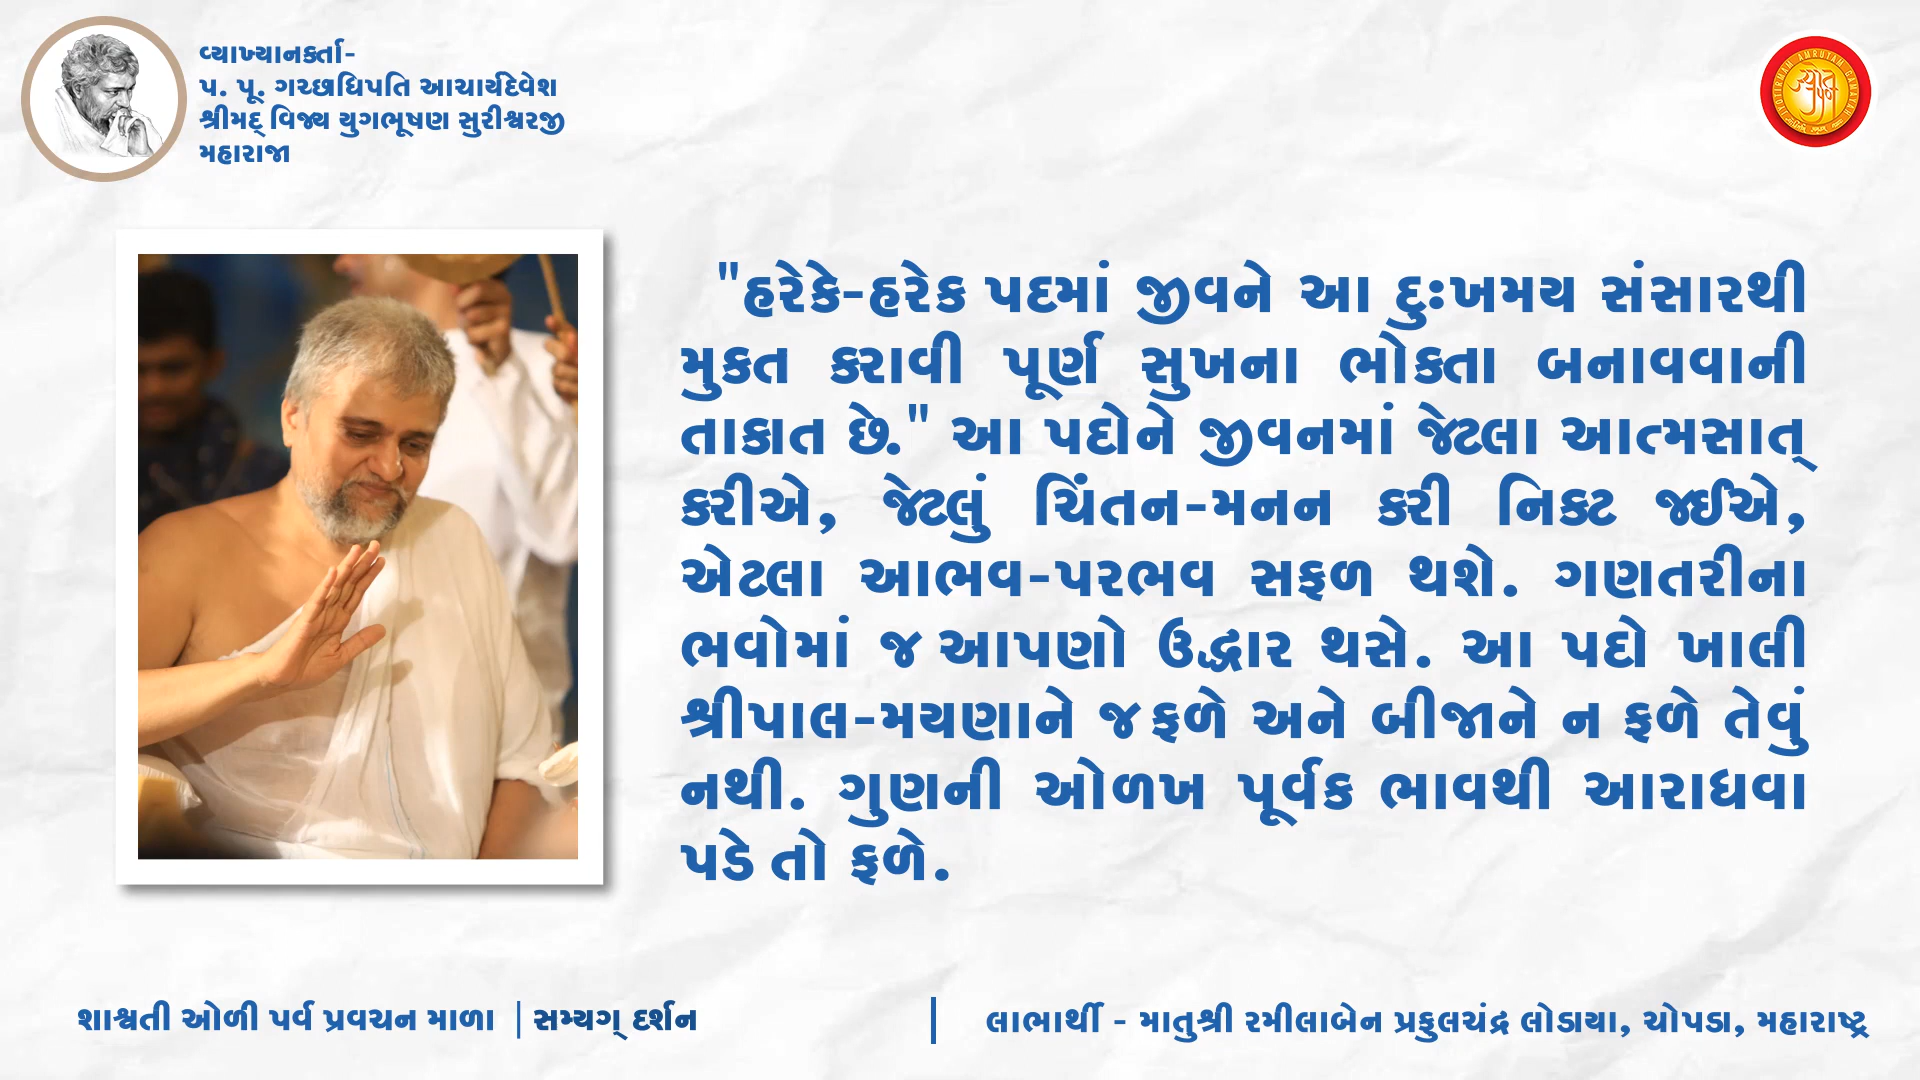 વ્યાખ્યાનકર્તા-
પ. પૂ. ગચ્છાધિપતિ આચાર્યદેવેશ
શ્રીમદ્ વિજય યુગભૂષણ સુરીશ્વરજી
મહારાજા
"હરેકે-હરેક પદમાં જીવને આ દુઃખમય સંસારથી
મુકત કરાવી પૂર્ણ સુખના ભોક્તા બનાવવાની
તાકાત છે." આ પદોને જીવનમાં જેટલા આત્મસાત્
કરીએ, જેટલું ચિંતન-મનન કરી નિકટ જઈએ,
એટલા આભવ-પરભવ સફળ થશે. ગણતરીના
ભવોમાં જ આપણો ઉદ્ધાર થસે. આ પદો ખાલી
શ્રીપાલ-મયણાને જ ફળે અને બીજાને ન ફળે તેવું
નથી. ગુણની ઓળખ પૂર્વક ભાવથી આરાધવા
પડે તો ફળે.
શાશ્વતી ઓળી પર્વ પ્રવચન માળા | સમ્યગ્ દર્શન
લાભાર્થી - માતુશ્રી રમીલાબેન પ્રફુલચંદ્ર લોડાયા, ચોપડા, મહારાષ્ટ્ર